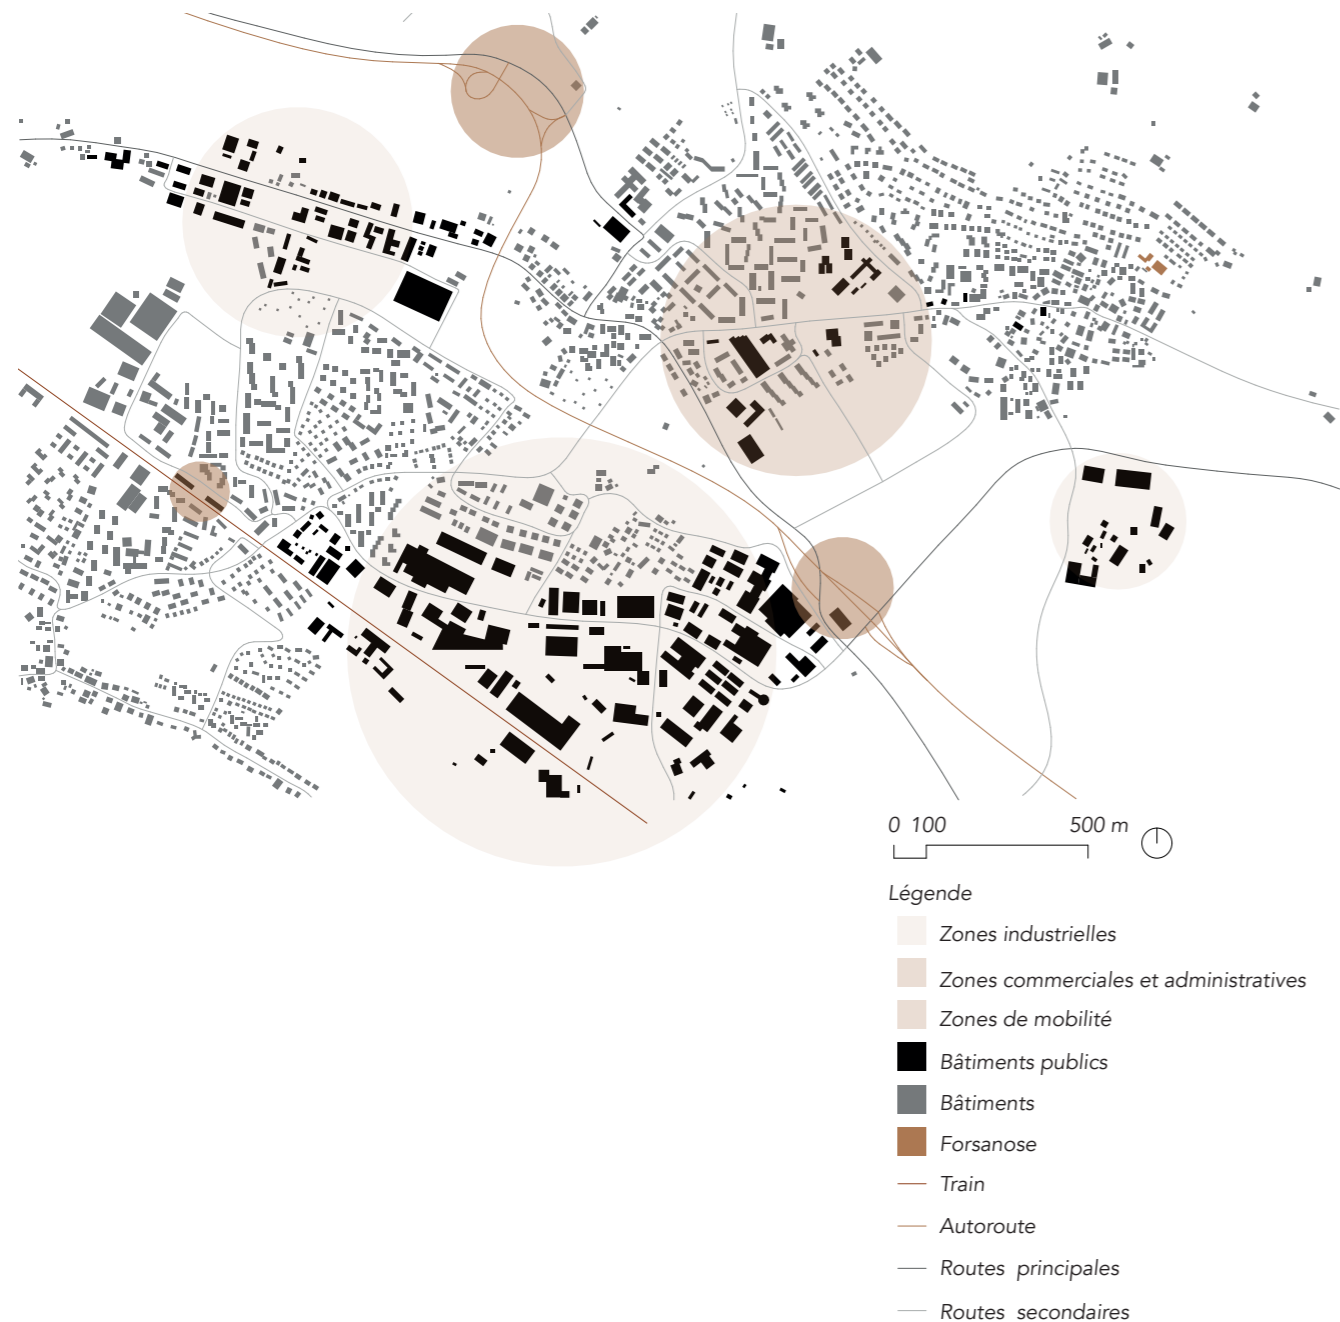 0 100 500 m
Légende
Zones industrielles
Zones commerciales et administratives
Zones de mobilité
Bâtiments publics
Bâtiments
Forsanose
Train
Autoroute
Routes principales
Routes secondaires